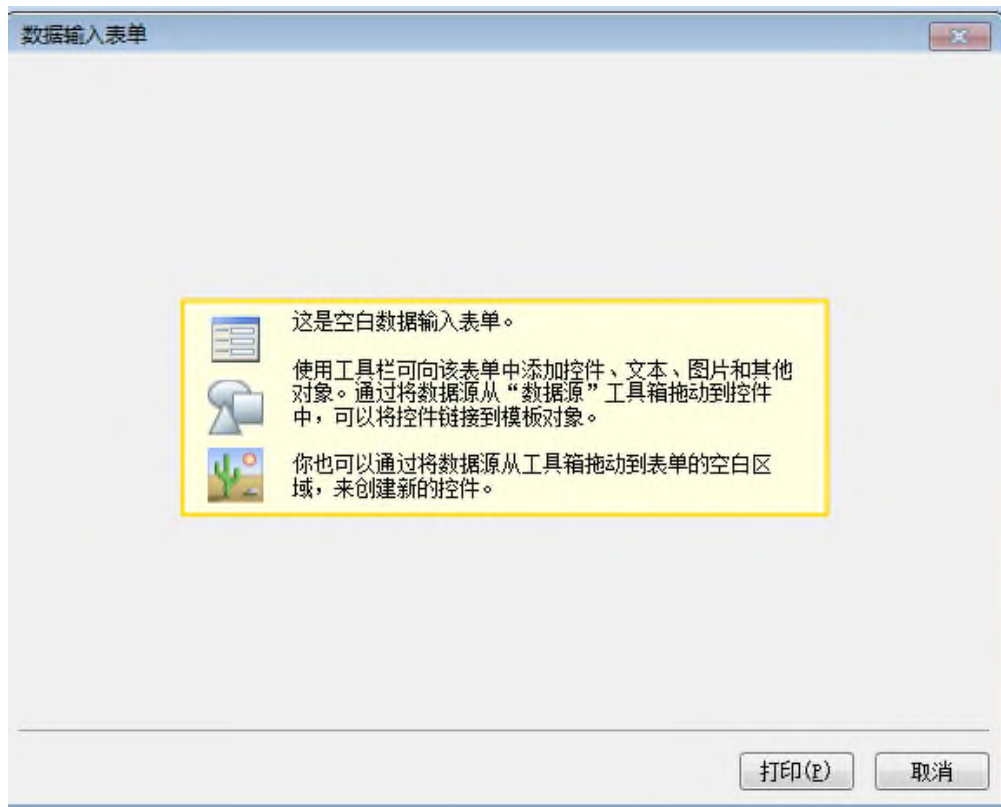 数据输入表单
这是空白数据输入表单。
使用工具栏可向该表单中添加控件、文本、图片和其他
对象。通过将数据源从“数据源”工具箱拖动到控件
中，可以将控件链接到模板对象。
你也可以通过将数据源从工具箱拖动到表单的空白区
域，来创建新的控件。
打印(P)
取消